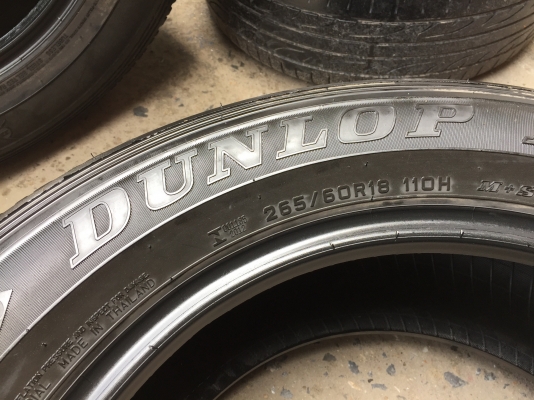 DUNLOP
265/60R18 110H M+S
MADE IN THAILAND